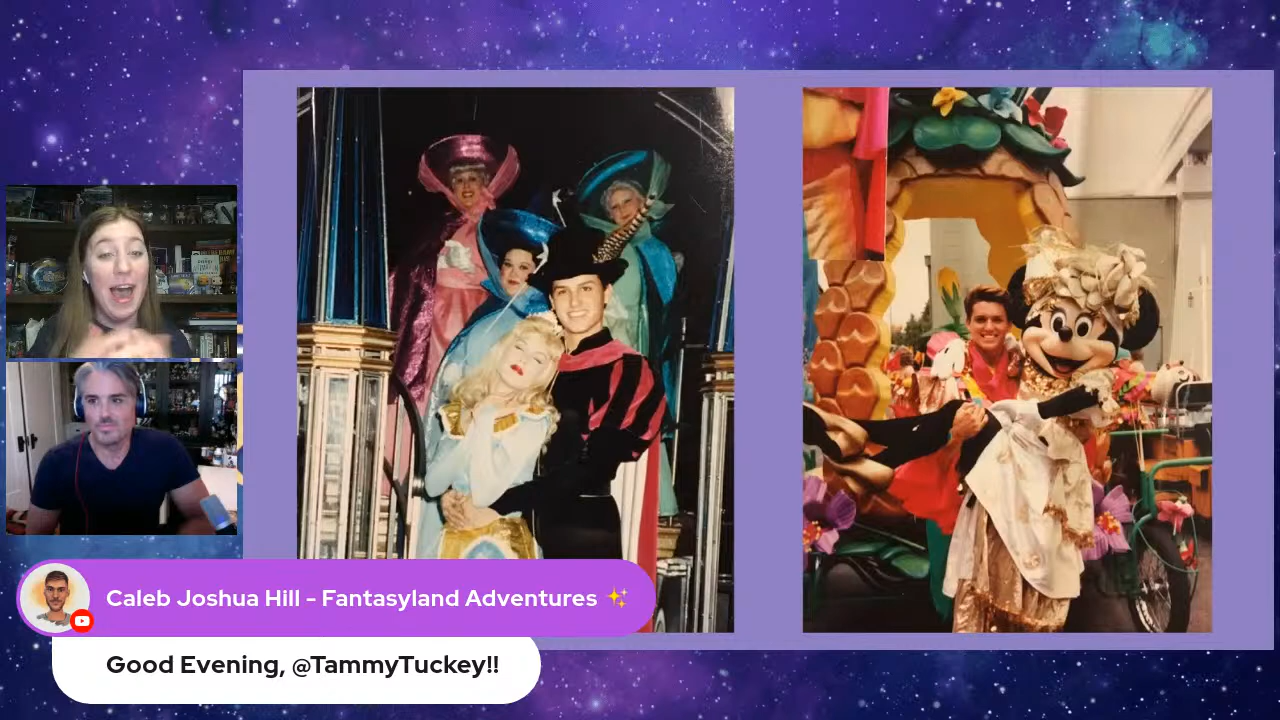 Caleb Joshua Hill - Fantasyland Adventures ✨
Good Evening, @TammyTuckey!!